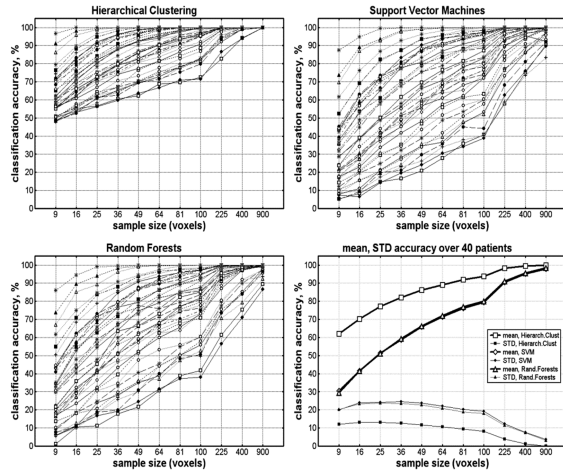 Hierarchical Clustering
classification accuracy, %
100
90
80
70
60
50
40
30
20
10
0
9 16 25 36 49 64 81 100 225 400 900
sample size (voxels)
Support Vector Machines
classification accuracy, %
100
90
80
70
60
50
40
30
20
10
0
9 16 25 36 49 64 81 100 225 400 900
sample size (voxels)
Random Forests
classification accuracy, %
100
90
80
70
60
50
40
30
20
10
0
9 16 25 36 49 64 81 100 225 400 900
sample size (voxels)
mean, STD accuracy over 40 patients
classification accuracy, %
100
90
80
70
60
50
40
30
20
10
0
9 16 25 36 49 64 81 100 225 400 900
sample size (voxels)
mean, Hierarch.Clust
STD, Hierarch.Clust
mean, SVM
STD, SVM
mean, Rand.Forests
STD, Rand.Forests